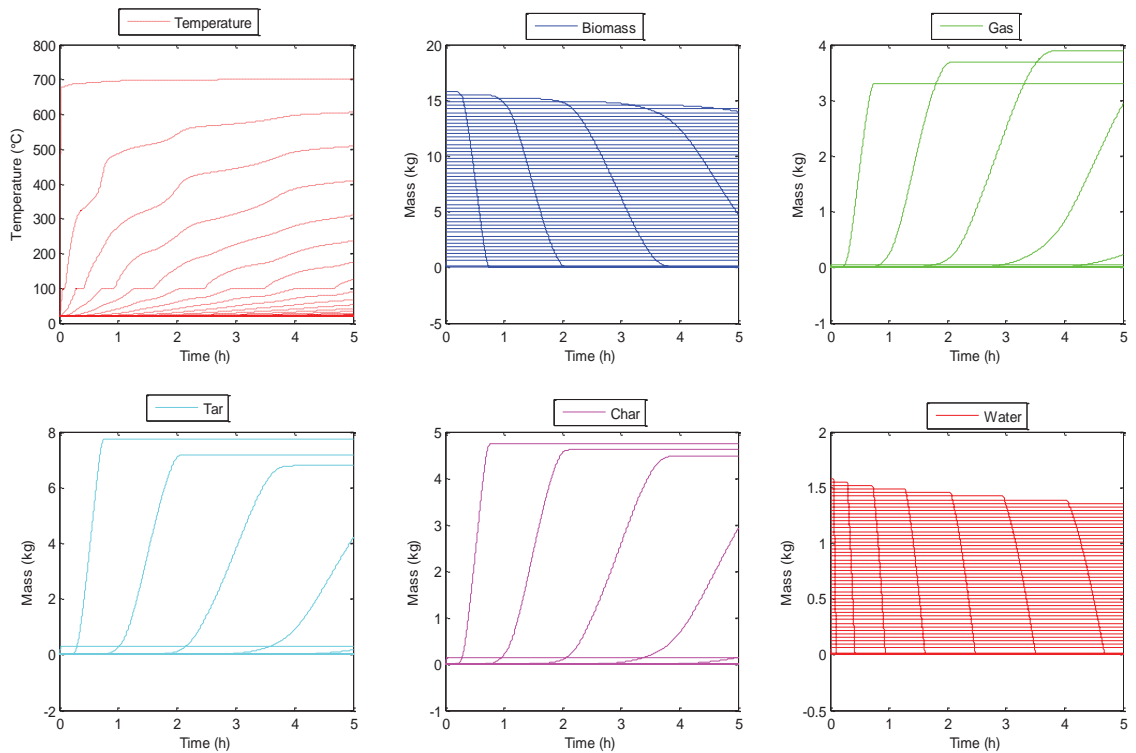 Temperature
800
700
600
500
400
300
200
100
0
Temperature (°C)
0 1 2 3 4 5
Time (h)
Biomass
20
15
10
5
0
-5
Mass (kg)
0 1 2 3 4 5
Time (h)
Gas
4
3
2
1
0
-1
Mass (kg)
0 1 2 3 4 5
Time (h)
Tar
8
6
4
2
0
-2
Mass (kg)
0 1 2 3 4 5
Time (h)
Char
5
4
3
2
1
0
-1
Mass (kg)
0 1 2 3 4 5
Time (h)
Water
2
1.5
1
0.5
0
-0.5
Mass (kg)
0 1 2 3 4 5
Time (h)